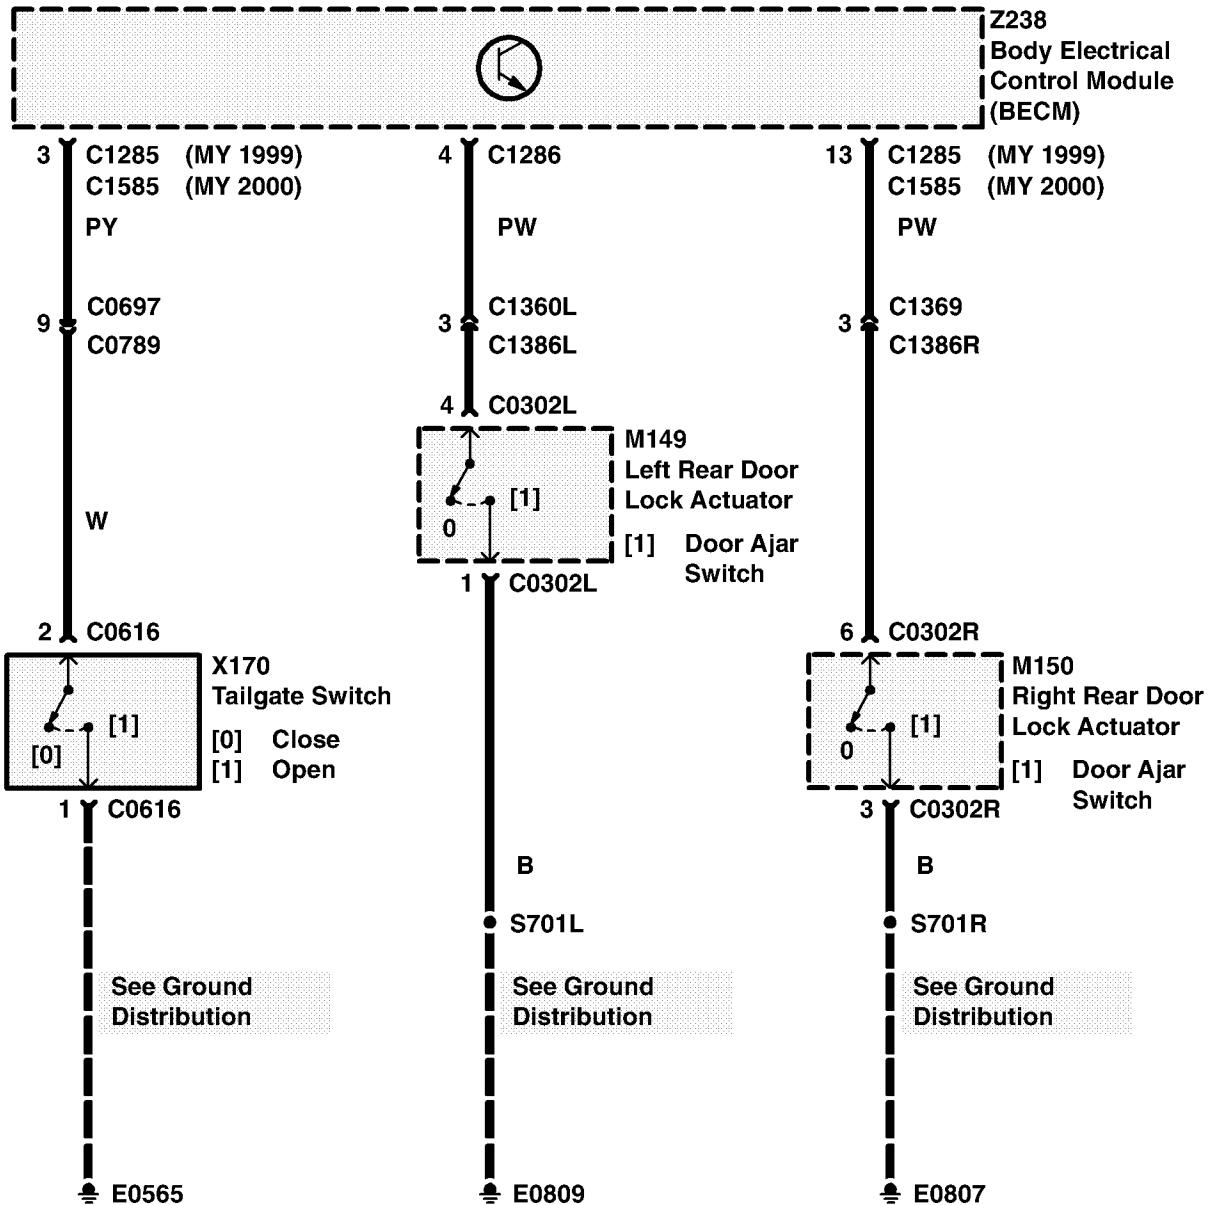 Z238
Body Electrical
Control Module
(BECM)
3 C1285 (MY 1999)
C1585 (MY 2000)
4 C1286
13 C1285 (MY 1999)
C1585 (MY 2000)
PY
PW
PW
9 C0697
C0789
3 C1360L
C1386L
3 C1369
C1386R
4 C0302L
M149
Left Rear Door
Lock Actuator
[1] Door Ajar
Switch
[1]
0
W
1 C0302L
2 C0616
X170
Tailgate Switch
[0] Close
[1] Open
[1]
[0]
6 C0302R
M150
Right Rear Door
Lock Actuator
[1] Door Ajar
Switch
[1]
0
1 C0616
3 C0302R
B
B
S701L
S701R
See Ground
Distribution
See Ground
Distribution
See Ground
Distribution
E0565
E0809
E0807